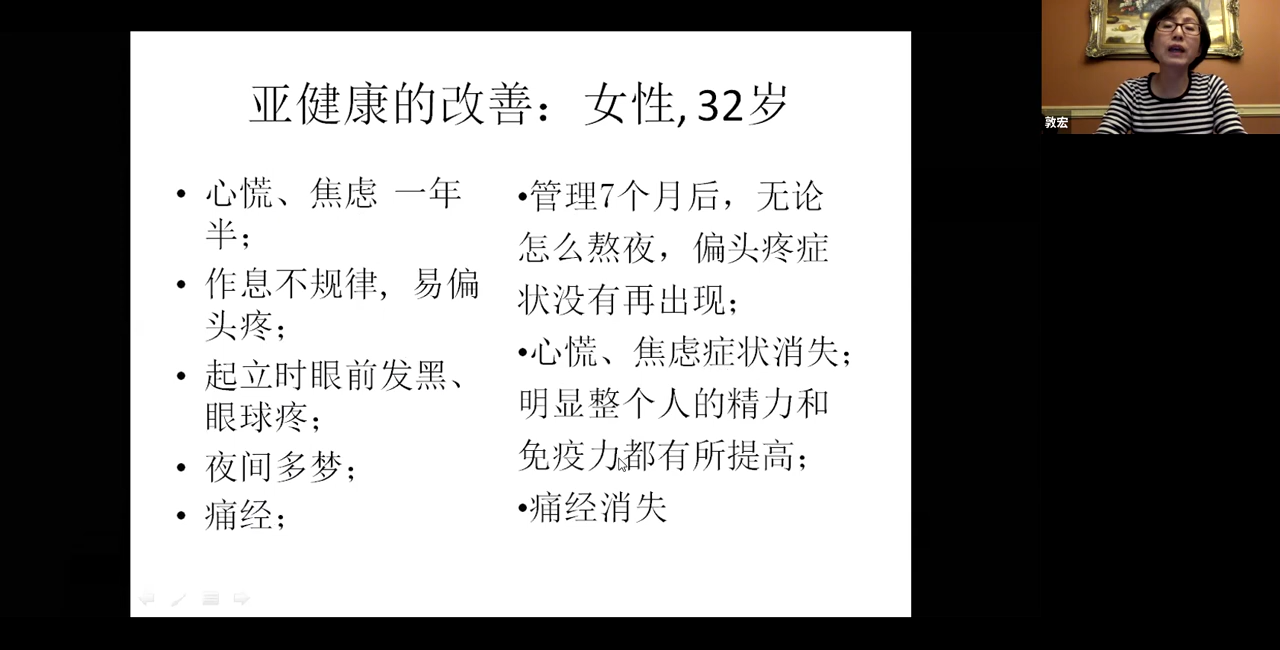 亚健康的改善：女性, 32岁
• 心慌、焦虑 一年
半；
• 作息不规律，易偏
头疼；
• 起立时眼前发黑、
眼球疼；
• 夜间多梦；
• 痛经；
•管理7个月后，无论
怎么熬夜，偏头疼症
状没有再出现；
•心慌、焦虑症状消失；
明显整个人的精力和
免疫力都有所提高；
•痛经消失
敦宏